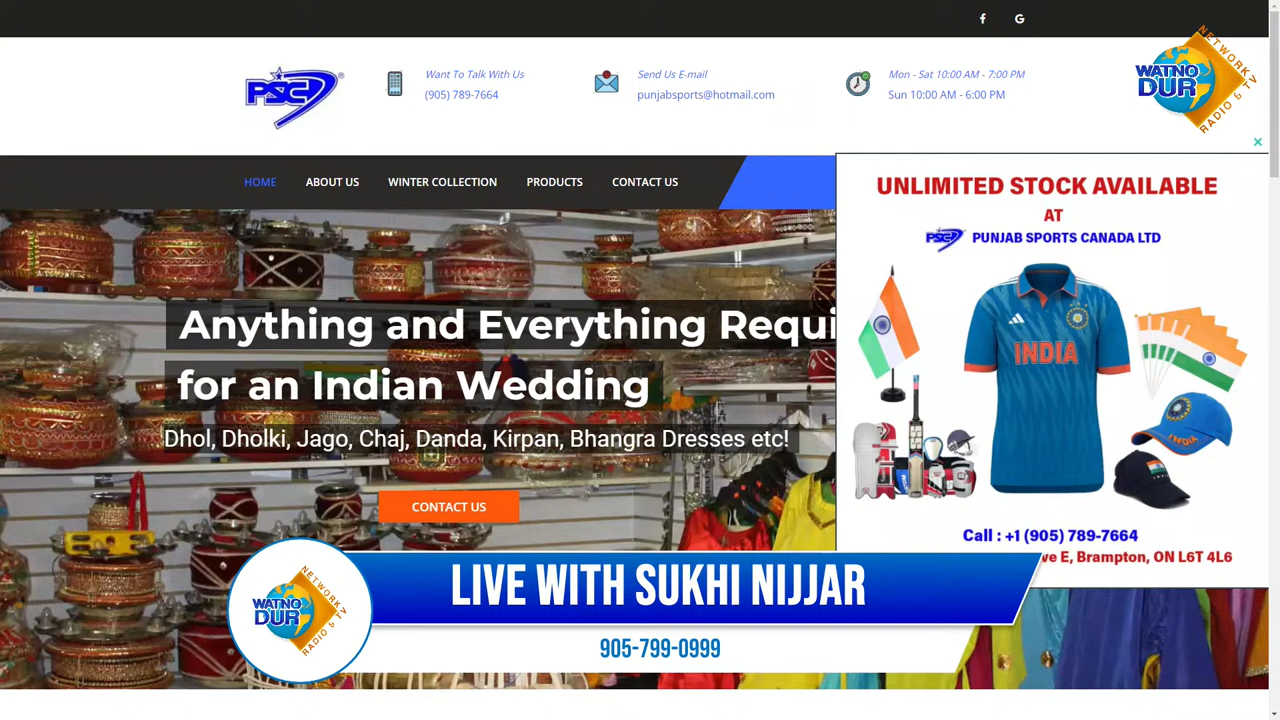 Want To Talk With Us
(905) 789-7664
Send Us E-mail
punjabsports@hotmail.com
Mon - Sat 10:00 AM - 7:00 PM
Sun 10:00 AM - 6:00 PM
PSC
WATNO
DUR
NETWORK
RADIO & TV
HOME
ABOUT US
WINTER COLLECTION
PRODUCTS
CONTACT US
UNLIMITED STOCK AVAILABLE
AT
PSC PUNJAB SPORTS CANADA LTD
INDIA
INDIA
Anything and Everything Requi
for an Indian Wedding
Dhol, Dholki, Jago, Chaj, Danda, Kirpan, Bhangra Dresses etc!
CONTACT US
Call : +1 (905) 789-7664
ve E, Brampton, ON L6T 4L6
LIVE WITH SUKHI NIJJAR
905-799-0999
WATNO
DUR
NETWORK
RADIO & TV